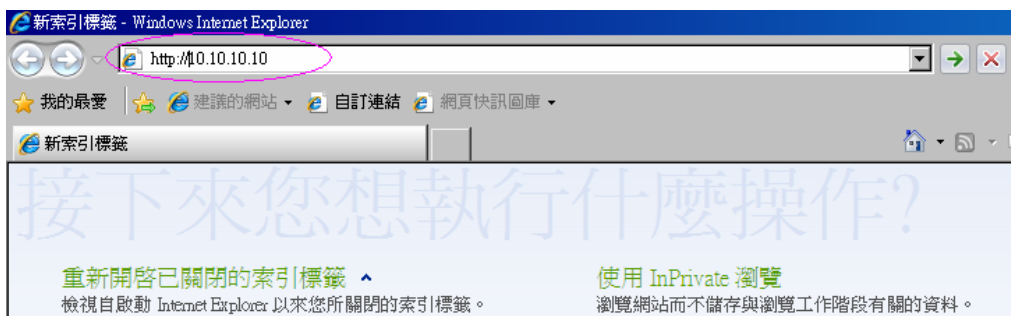 新索引標籤 - Windows Internet Explorer
http://10.10.10.10
我的最愛 建議的網站 自訂連結 網頁快訊圖庫
新索引標籤
接下來您想執行什麼操作?
重新開啓已關閉的索引標籤 使用 InPrivate 瀏覽
檢視自啟動 Internet Explorer 以來您所關閉的索引標籤。 瀏覽網站而不儲存與瀏覽工作階段有關的資料。